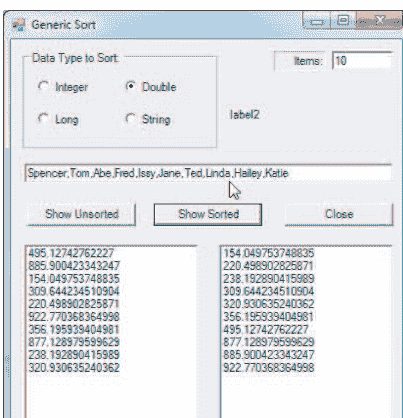 Generic Sort
Data Type to Sort:
Items: 10
Integer
Double
Long
String
label2
Spencer,Tom,Abe,Fred,Issy,Jane,Ted,Linda,Hailey,Katie
Show Unsorted
Show Sorted
Close
495.12742762227
885.900423343247
154.049753748835
309.644234510904
220.498902825871
922.770368364998
356.195939404981
877.128979599629
238.192890415989
320.930635240362
154.049753748835
220.498902825871
238.192890415989
309.644234510904
320.930635240362
356.195939404981
495.12742762227
877.128979599629
885.900423343247
922.770368364998